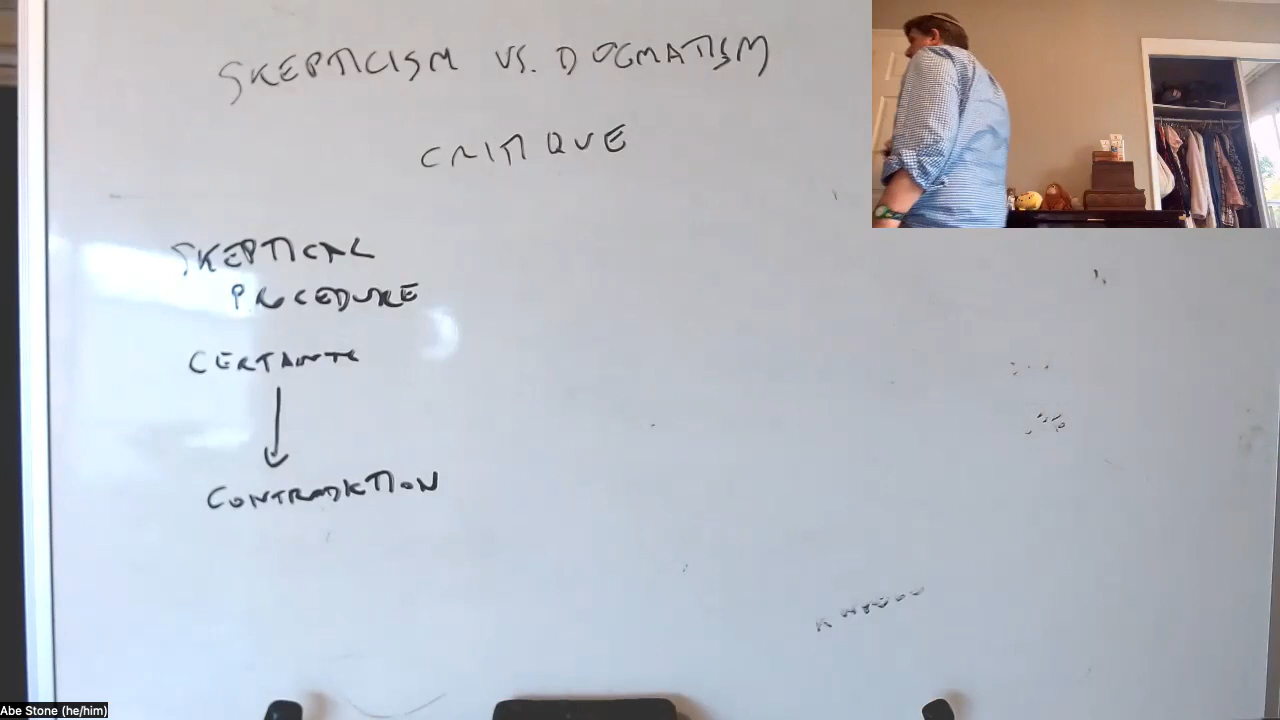 SKEPTICISM VS. DOGMATISM
CRITIQUE
SKEPTICAL
PROCEDURE
CERTAINTY
CONTRADICTION
Abe Stone (he/him)